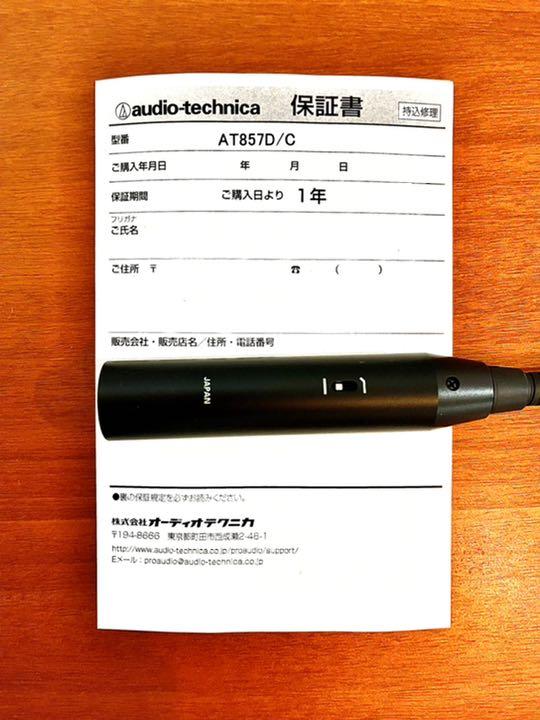 audio-technica 保証書 持込修理
型番 AT857D/C
ご購入年月日 年 月 日
保証期間 ご購入日より 1年
フリガナ
ご氏名
ご住所 〒 ☎ ( )
販売会社・販売店名/住所・電話番号
JAPAN
●裏の保証規定を必ずお読みください。
株式会社オーディオテクニカ
〒194-8666 東京都町田市西成瀬2-46-1
http://www.audio-technica.co.jp/proaudio/support/
Eメール：proaudio@audio-technica.co.jp